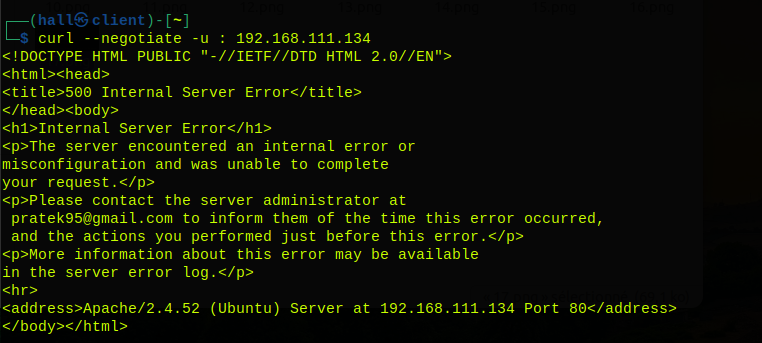 ┌──(hall㉿client)-[~]
└─$ curl --negotiate -u : 192.168.111.134
<!DOCTYPE HTML PUBLIC "-//IETF//DTD HTML 2.0//EN">
<html><head>
<title>500 Internal Server Error</title>
</head><body>
<h1>Internal Server Error</h1>
<p>The server encountered an internal error or
misconfiguration and was unable to complete
your request.</p>
<p>Please contact the server administrator at
 pratek95@gmail.com to inform them of the time this error occurred,
 and the actions you performed just before this error.</p>
<p>More information about this error may be available
in the server error log.</p>
<hr>
<address>Apache/2.4.52 (Ubuntu) Server at 192.168.111.134 Port 80</address>
</body></html>